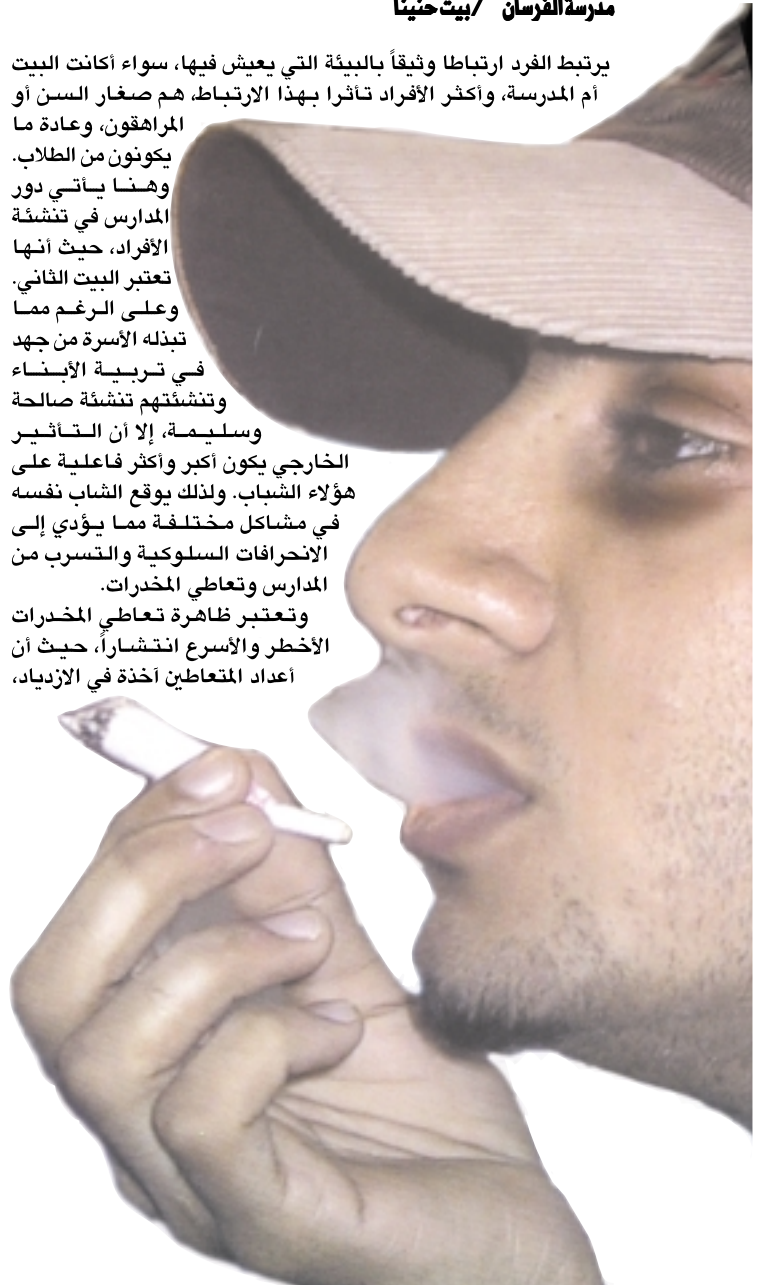 مدرسة الفرسان / بيت حنينا
يرتبط الفرد ارتباطا وثيقاً بالبيئة التي يعيش فيها، سواء أكانت البيت
أم المدرسة، وأكثر الأفراد تأثرا بهذا الارتباط، هم صغار السن أو
المراهقون، وعادة ما
يكونون من الطلاب.
وهنا يأتي دور
المدارس في تنشئة
الأفراد، حيث أنها
تعتبر البيت الثاني.
وعلى الرغم مما
تبذله الأسرة من جهد
في تربية الأبناء
وتنشئتهم تنشئة صالحة
وسليمة، إلا أن التأثير
الخارجي يكون أكبر وأكثر فاعلية على
هؤلاء الشباب. ولذلك يوقع الشاب نفسه
في مشاكل مختلفة مما يؤدي إلى
الانحرافات السلوكية والتسرب من
المدارس وتعاطي المخدرات.
وتعتبر ظاهرة تعاطي المخدرات
الأخطر والأسرع انتشاراً، حيث أن
أعداد المتعاطين آخذة في الازدياد،